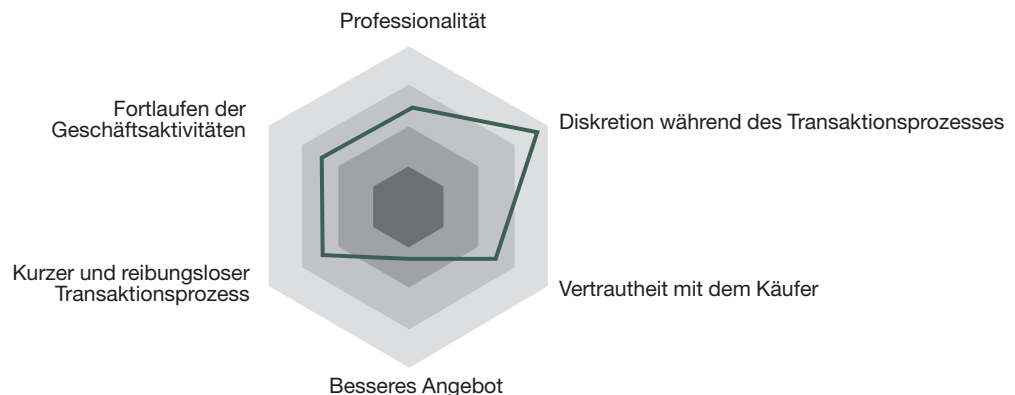 Professionalität
Fortlaufen der
Geschäftsaktivitäten
Diskretion während des Transaktionsprozesses
Kurzer und reibungsloser
Transaktionsprozess
Vertrautheit mit dem Käufer
Besseres Angebot